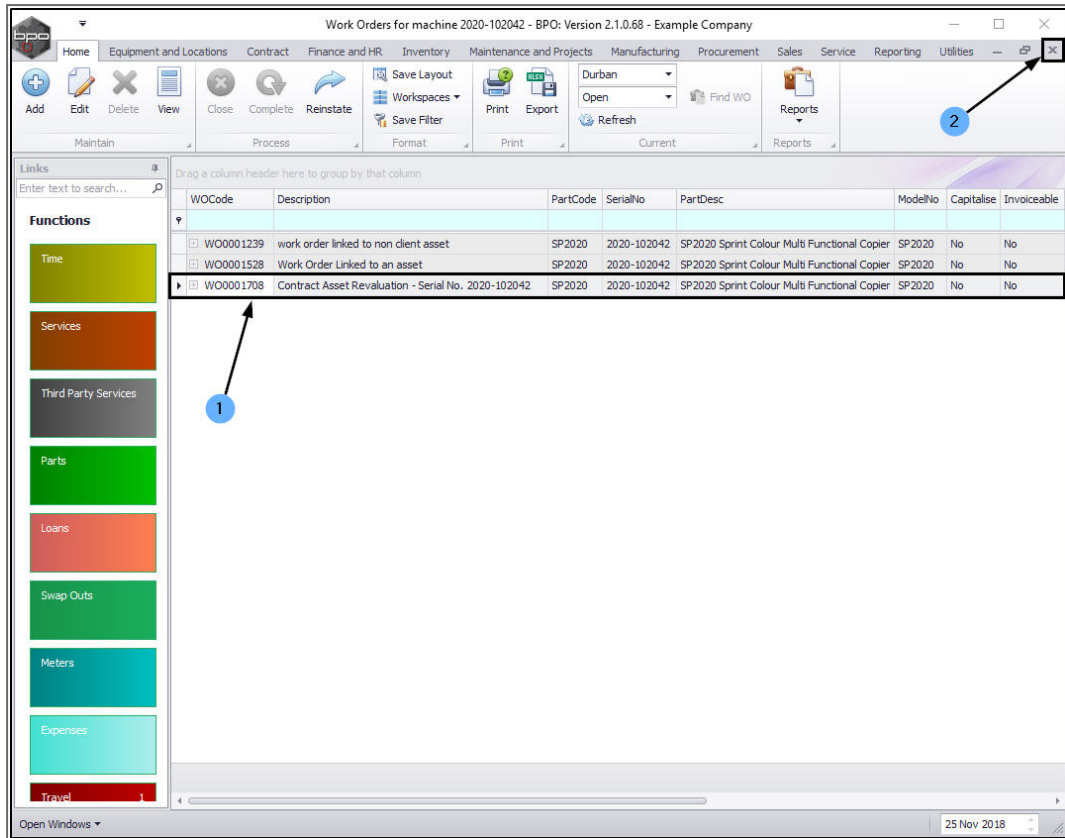 bpo
Work Orders for machine 2020-102042 - BPO: Version 2.1.0.68 - Example Company
Home Equipment and Locations Contract Finance and HR Inventory Maintenance and Projects Manufacturing Procurement Sales Service Reporting Utilities
Add Edit Delete View Close Complete Reinstate Save Layout Workspaces Save Filter Print Export Durban Open Refresh Find WO Reports
XLSX
Maintain Process Format Print Current Reports
2
Links
Enter text to search...
Drag a column header here to group by that column
WOCode Description PartCode SerialNo PartDesc ModelNo Capitalise Invoiceable
WO0001239 work order linked to non client asset SP2020 2020-102042 SP2020 Sprint Colour Multi Functional Copier SP2020 No No
WO0001528 Work Order Linked to an asset SP2020 2020-102042 SP2020 Sprint Colour Multi Functional Copier SP2020 No No
WO0001708 Contract Asset Revaluation - Serial No. 2020-102042 SP2020 2020-102042 SP2020 Sprint Colour Multi Functional Copier SP2020 No No
1
Functions
Time
Services
Third Party Services
Parts
Loans
Swap Outs
Meters
Expenses
Travel 1
Open Windows
25 Nov 2018